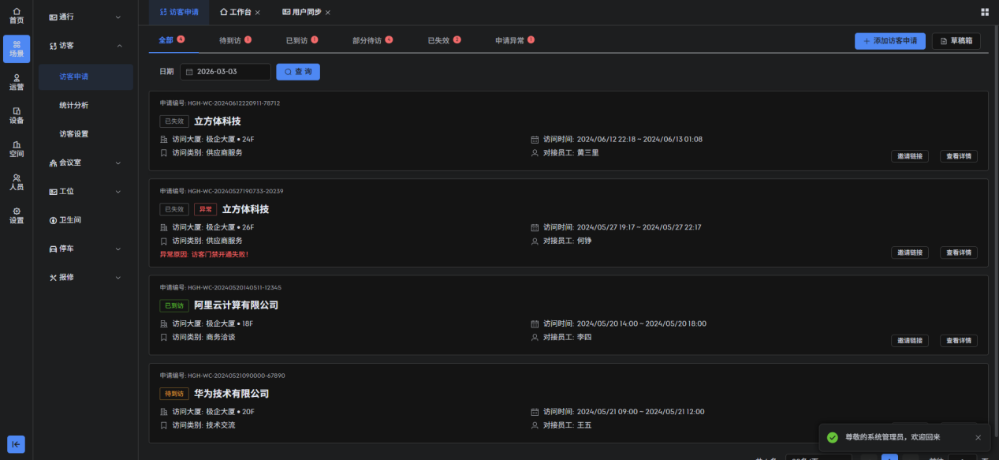 首页
场景
运营
设备
空间
人员
设置
通行
访客
访客申请
统计分析
访客设置
会议室
工位
卫生间
停车
报修
访客申请 工作台 用户同步
全部 4 待到访 1 已到访 1 部分待访 4 已失效 2 申请异常 1 + 添加访客申请 草稿箱
日期 2026-03-03 查 询
申请编号: HGH-WC-20240612220911-78712
已失效 立方体科技
访问大厦: 极企大厦 • 24F 访问时间: 2024/06/12 22:18 ~ 2024/06/13 01:08
访问类别: 供应商服务 对接员工: 黄三里
邀请链接 查看详情
申请编号: HGH-WC-20240527190733-20239
已失效 异常 立方体科技
访问大厦: 极企大厦 • 26F 访问时间: 2024/05/27 19:17 ~ 2024/05/27 22:17
访问类别: 供应商服务 对接员工: 何铮
异常原因: 访客门禁开通失败!
邀请链接 查看详情
申请编号: HGH-WC-20240520140511-12345
已到访 阿里云计算有限公司
访问大厦: 极企大厦 • 18F 访问时间: 2024/05/20 14:00 ~ 2024/05/20 18:00
访问类别: 商务洽谈 对接员工: 李四
邀请链接 查看详情
申请编号: HGH-WC-20240521090000-67890
待到访 华为技术有限公司
访问大厦: 极企大厦 • 20F 访问时间: 2024/05/21 09:00 ~ 2024/05/21 12:00
访问类别: 技术交流 对接员工: 王五
尊敬的系统管理员，欢迎回来